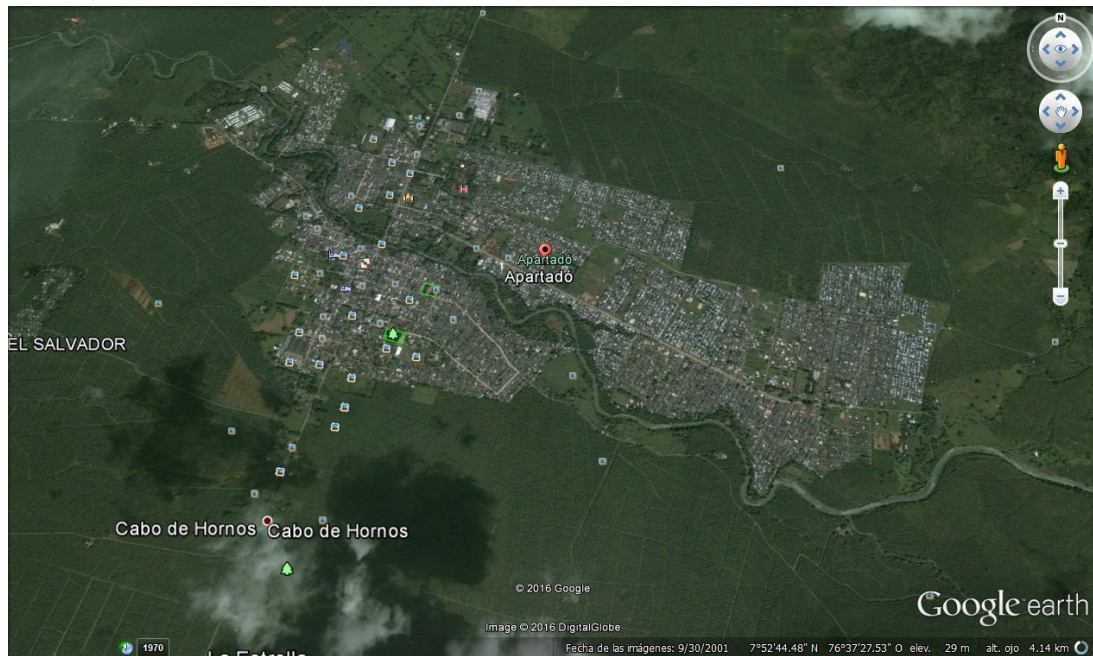 N
Apartadó
Apartadó
EL SALVADOR
Cabo de Hornos
Cabo de Hornos
© 2016 Google
Google earth
Image © 2016 DigitalGlobe
La Estrella
1970
Fecha de las imágenes: 9/30/2001 7°52'44.48" N 76°37'27.53" O elev. 29 m alt. ojo 4.14 km